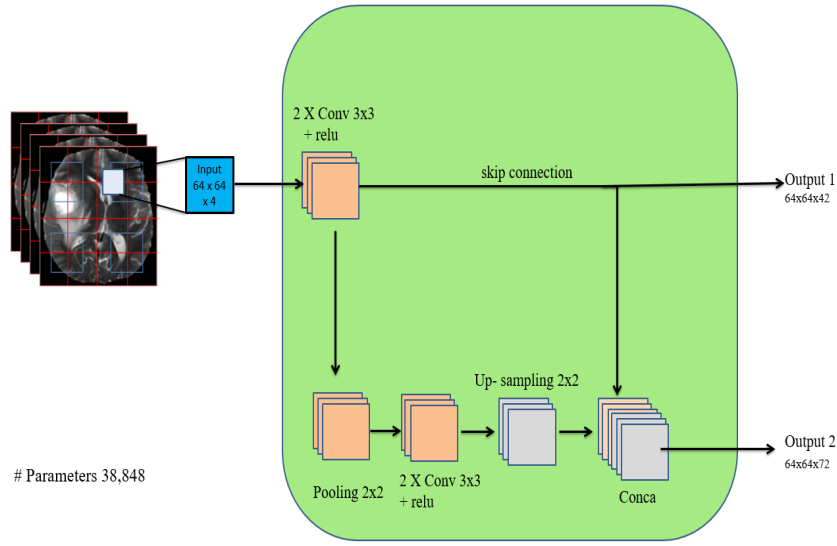 2 X Conv 3x3
+ relu
Input
64 x 64
x 4
skip connection
Output 1
64x64x42
Up- sampling 2x2
Output 2
64x64x72
# Parameters 38,848
Pooling 2x2
2 X Conv 3x3
+ relu
Conca